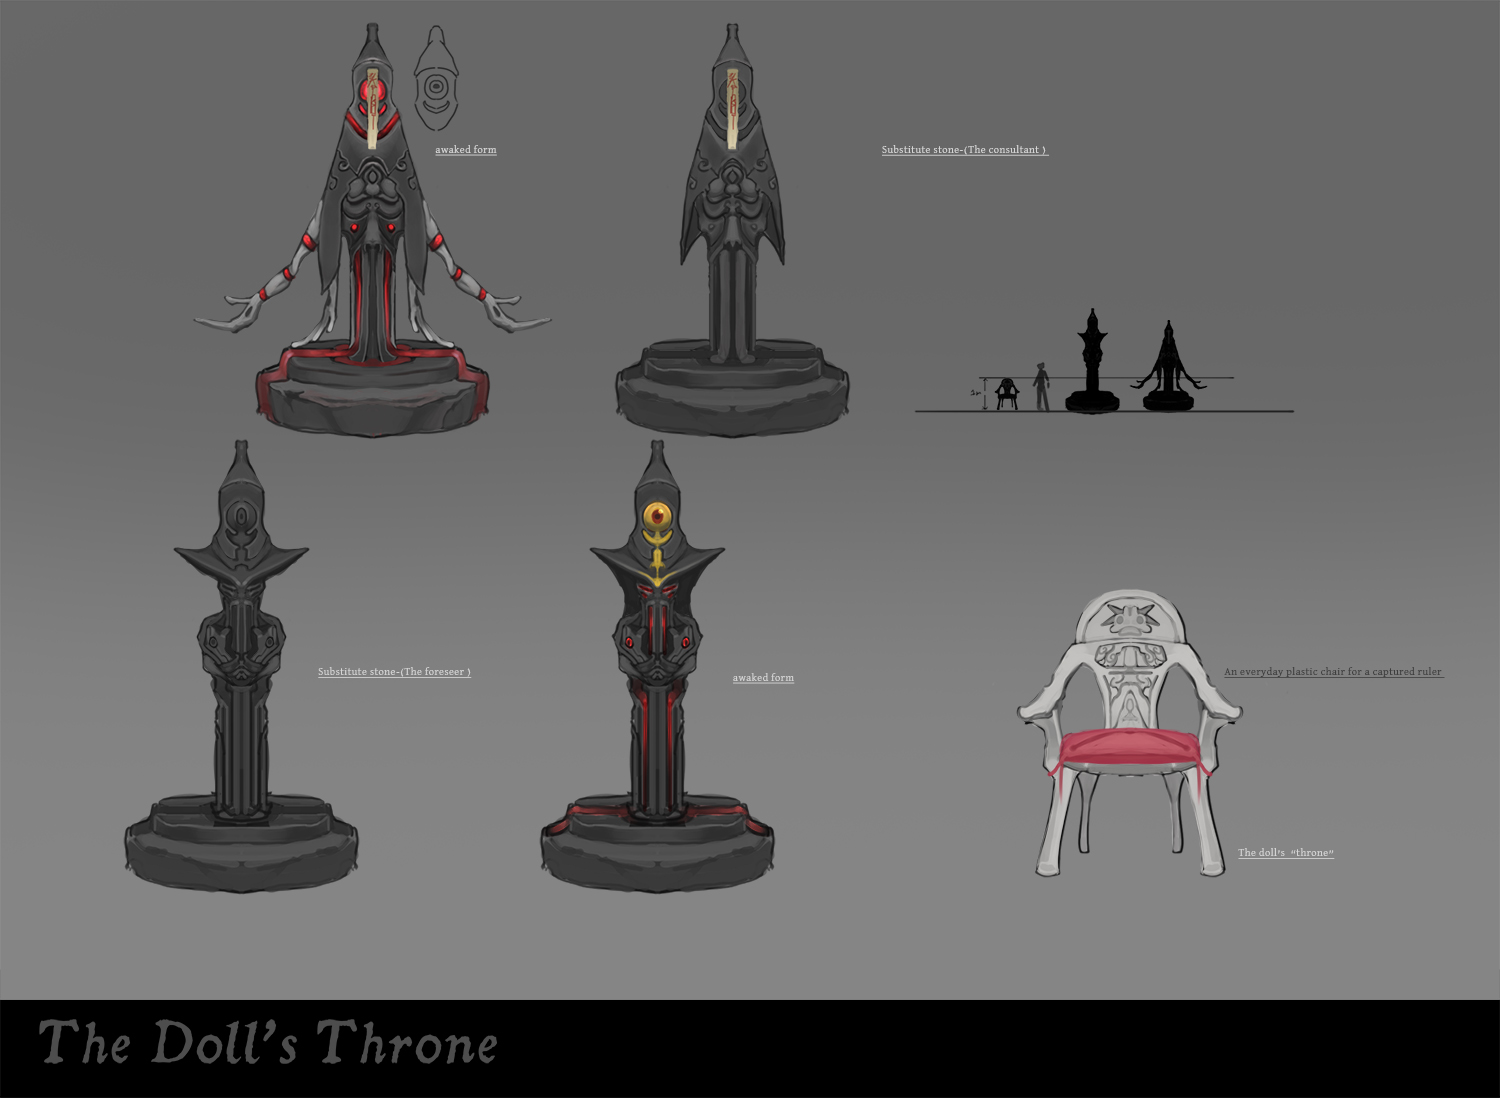 awaked form
Substitute stone-(The consultant )
Substitute stone-(The foreseer )
awaked form
An everyday plastic chair for a captured ruler
The doll's "throne"
The Doll's Throne